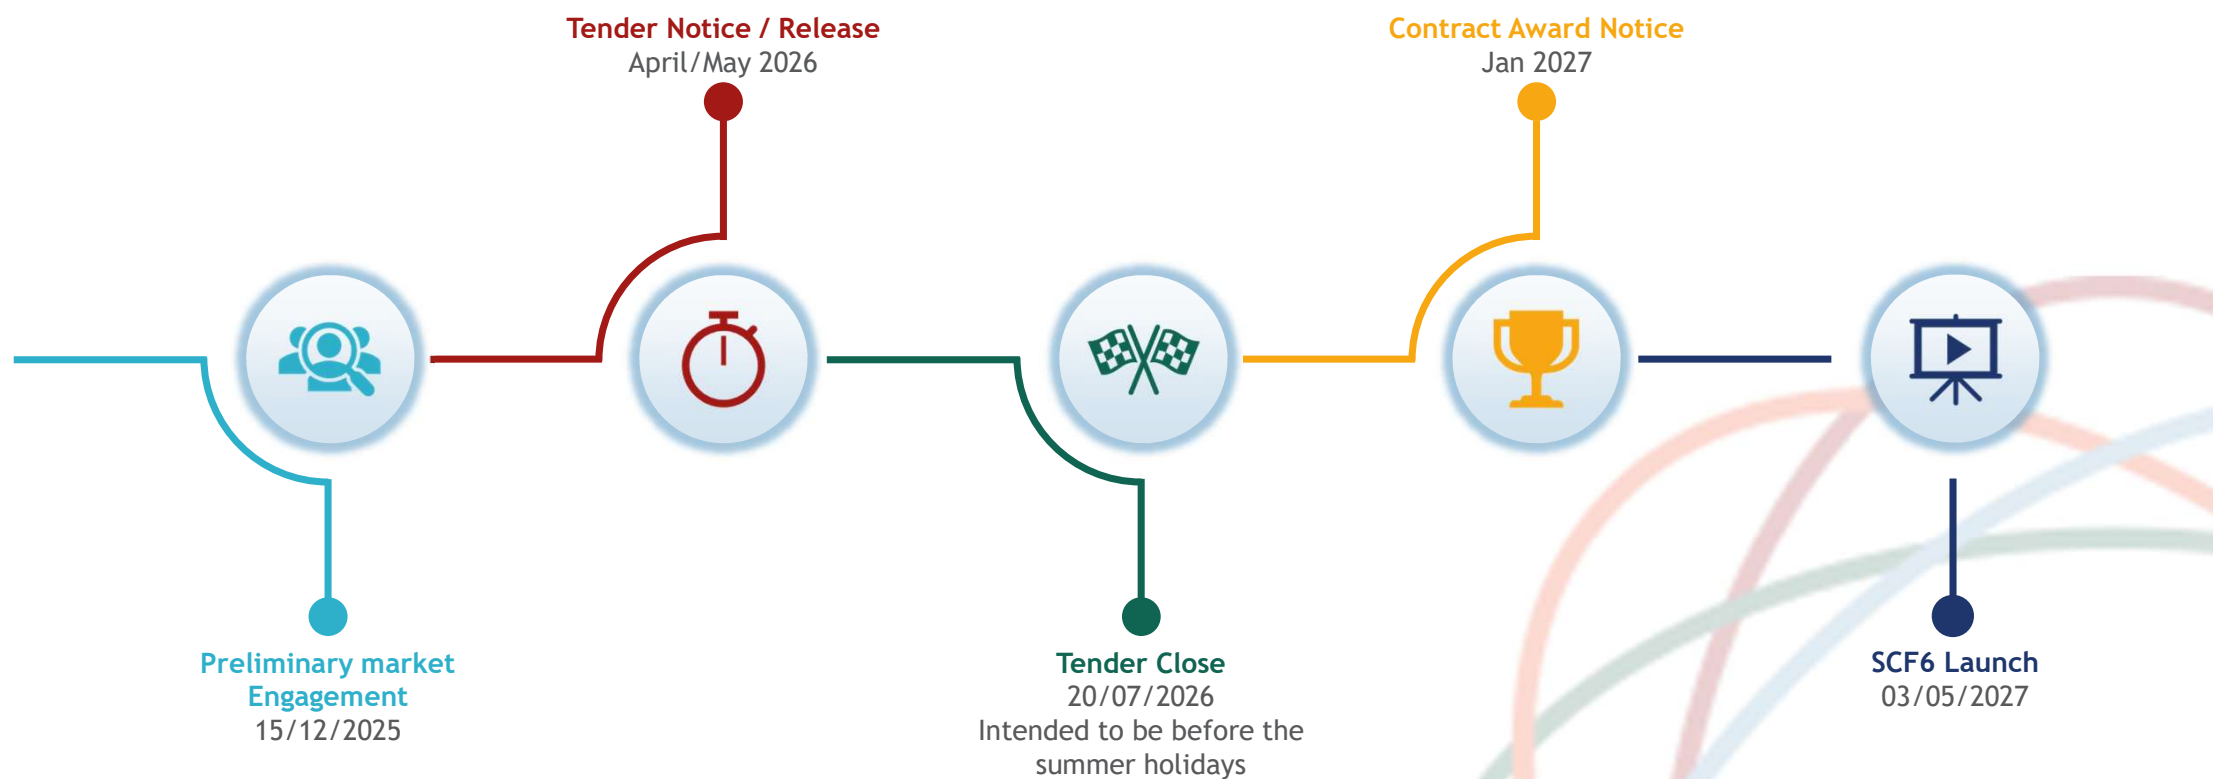 Tender Notice / Release
April/May 2026
Contract Award Notice
Jan 2027
Preliminary market
Engagement
15/12/2025
Tender Close
20/07/2026
Intended to be before the
summer holidays
SCF6 Launch
03/05/2027